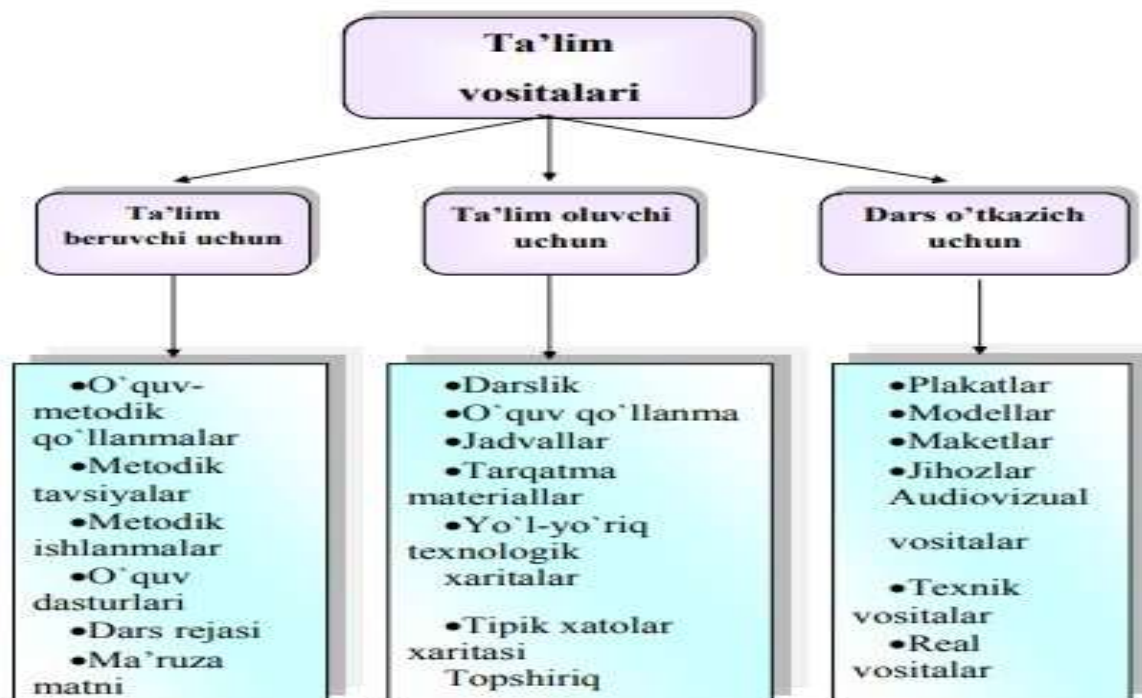 Ta’lim
vositalari
Ta’lim
beruvchi uchun
Ta’lim oluvchi
uchun
Dars o’tkazich
uchun
•O`quv-
metodik
qo`llanmalar
•Metodik
tavsiyalar
•Metodik
ishlanmalar
•O`quv
dasturlari
•Dars rejasi
•Ma’ruza
matni
•Darslik
•O`quv qo`llanma
•Jadvallar
•Tarqatma
materiallar
•Yo`l-yo`riq
texnologik
xaritalar
•Tipik xatolar
xaritasi
Topshiriq
•Plakatlar
•Modellar
•Maketlar
•Jihozlar
Audiovizual
vositalar
•Texnik
vositalar
•Real
vositalar